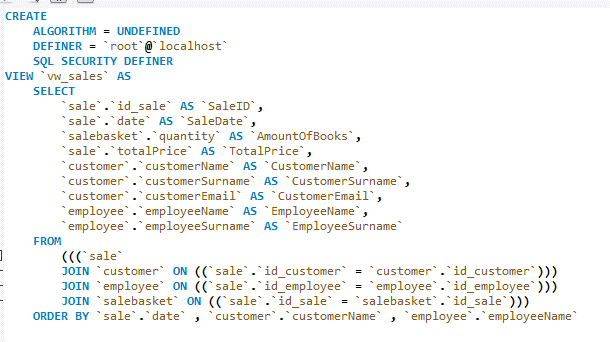 CREATE
ALGORITHM = UNDEFINED
DEFINER = `root`@`localhost`
SQL SECURITY DEFINER
VIEW `vw_sales` AS
SELECT
`sale`.`id_sale` AS `SaleID`,
`sale`.`date` AS `SaleDate`,
`salebasket`.`quantity` AS `AmountOfBooks`,
`sale`.`totalPrice` AS `TotalPrice`,
`customer`.`customerName` AS `CustomerName`,
`customer`.`customerSurname` AS `CustomerSurname`,
`customer`.`customerEmail` AS `CustomerEmail`,
`employee`.`employeeName` AS `EmployeeName`,
`employee`.`employeeSurname` AS `EmployeeSurname`
FROM
(((`sale`
JOIN `customer` ON ((`sale`.`id_customer` = `customer`.`id_customer`)))
JOIN `employee` ON ((`sale`.`id_employee` = `employee`.`id_employee`)))
JOIN `salebasket` ON ((`sale`.`id_sale` = `salebasket`.`id_sale`)))
ORDER BY `sale`.`date` , `customer`.`customerName` , `employee`.`employeeName`